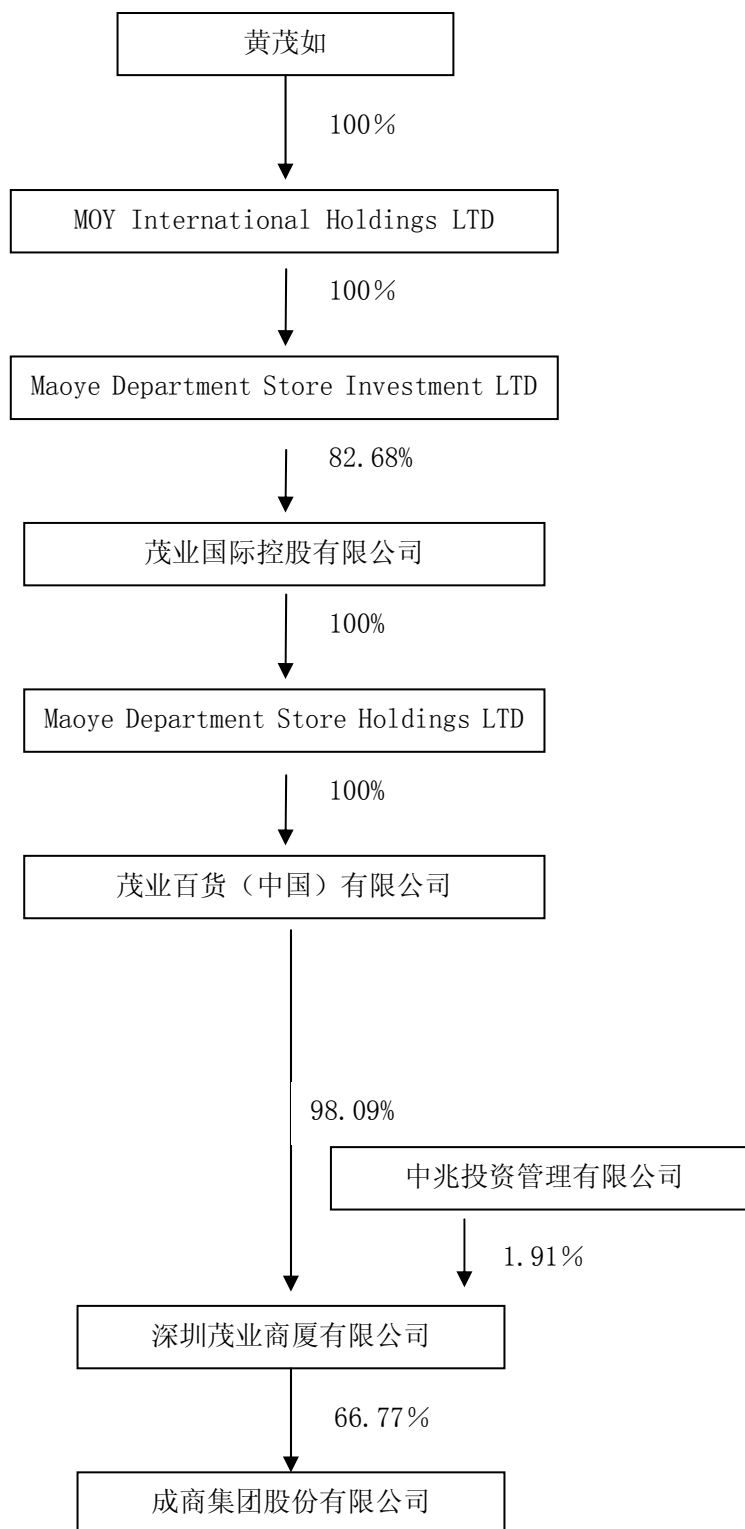 黄茂如
100％
MOY International Holdings LTD
100％
Maoye Department Store Investment LTD
82.68%
茂业国际控股有限公司
100%
Maoye Department Store Holdings LTD
100%
茂业百货（中国）有限公司
98.09%
中兆投资管理有限公司
1.91％
深圳茂业商厦有限公司
66.77％
成商集团股份有限公司